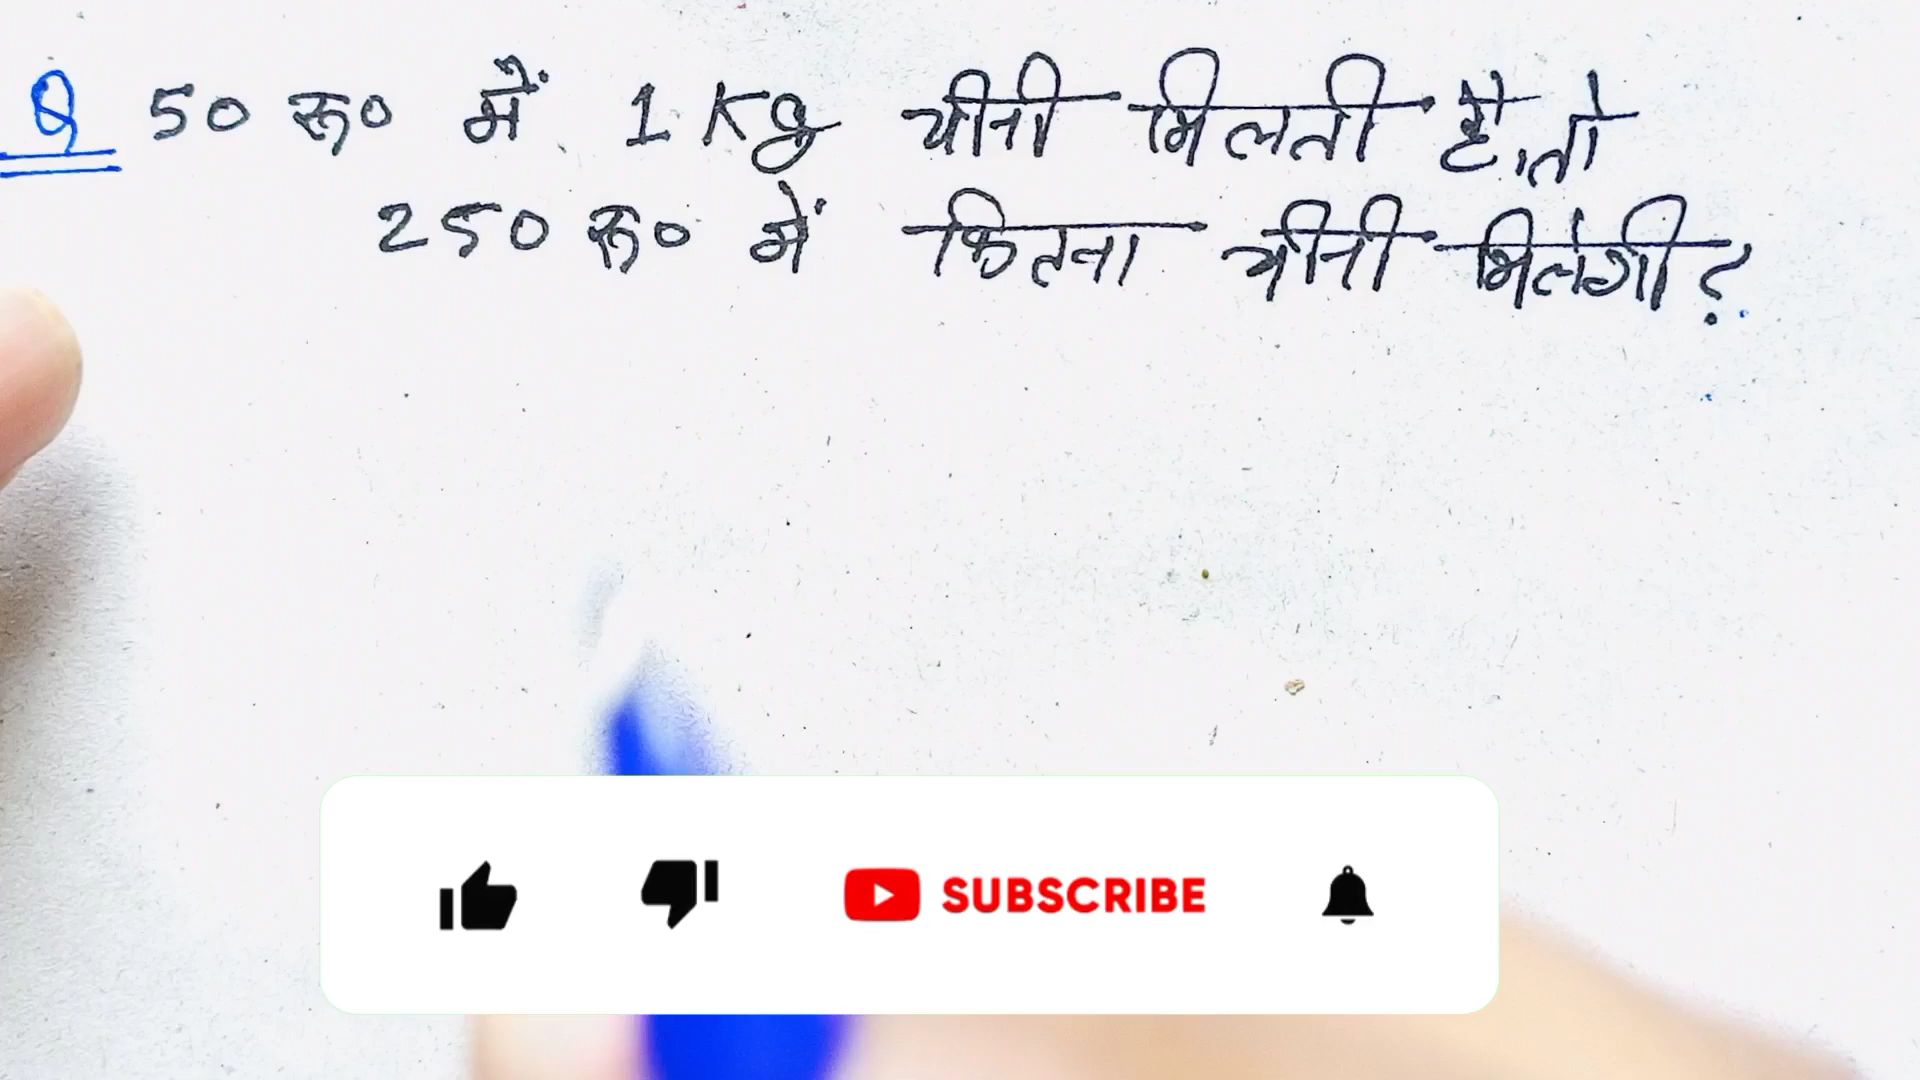 Q 50 रू० में 1 Kg चीनी मिलती है, तो
250 रू० में कितना चीनी मिलेगी ?
SUBSCRIBE